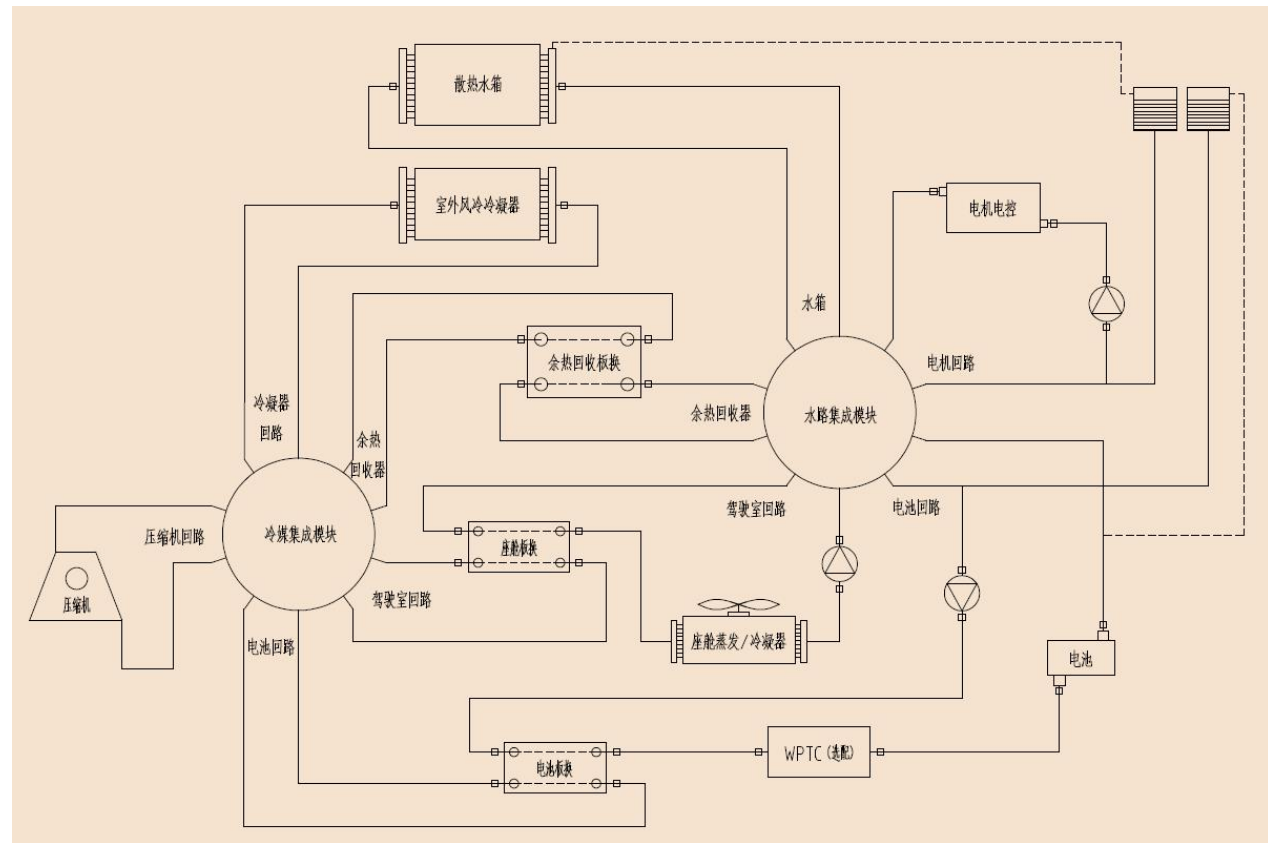 散热水箱
室外风冷冷凝器
电机电控
水箱
余热回收板换
电机回路
冷凝器
回路
余热回收器
水路集成模块
余热
回收器
驾驶室回路
电池回路
压缩机回路
冷媒集成模块
座舱板换
压缩机
驾驶室回路
座舱蒸发/冷凝器
电池回路
电池
WPTC(选配)
电池板换